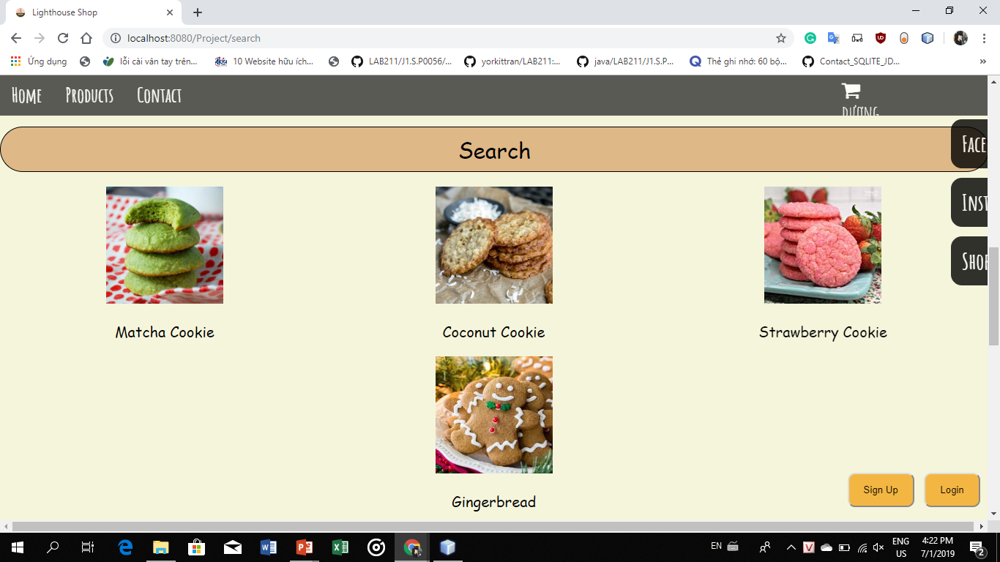 Lighthouse Shop
localhost:8080/Project/search
Ứng dụng
lỗi cài vân tay trên...
10 Website hữu ích...
LAB211/J1.S.P0056/...
yorkittran/LAB211:...
java/LAB211/J1.S.P...
Thẻ ghi nhớ: 60 bộ...
Contact_SQLITE_JD...
Home Products Contact
DƯƠNG
Search
Face
Inst
Shop
Matcha Cookie
Coconut Cookie
Strawberry Cookie
Gingerbread
Sign Up
Login
EN
ENG
US
4:22 PM
7/1/2019
2